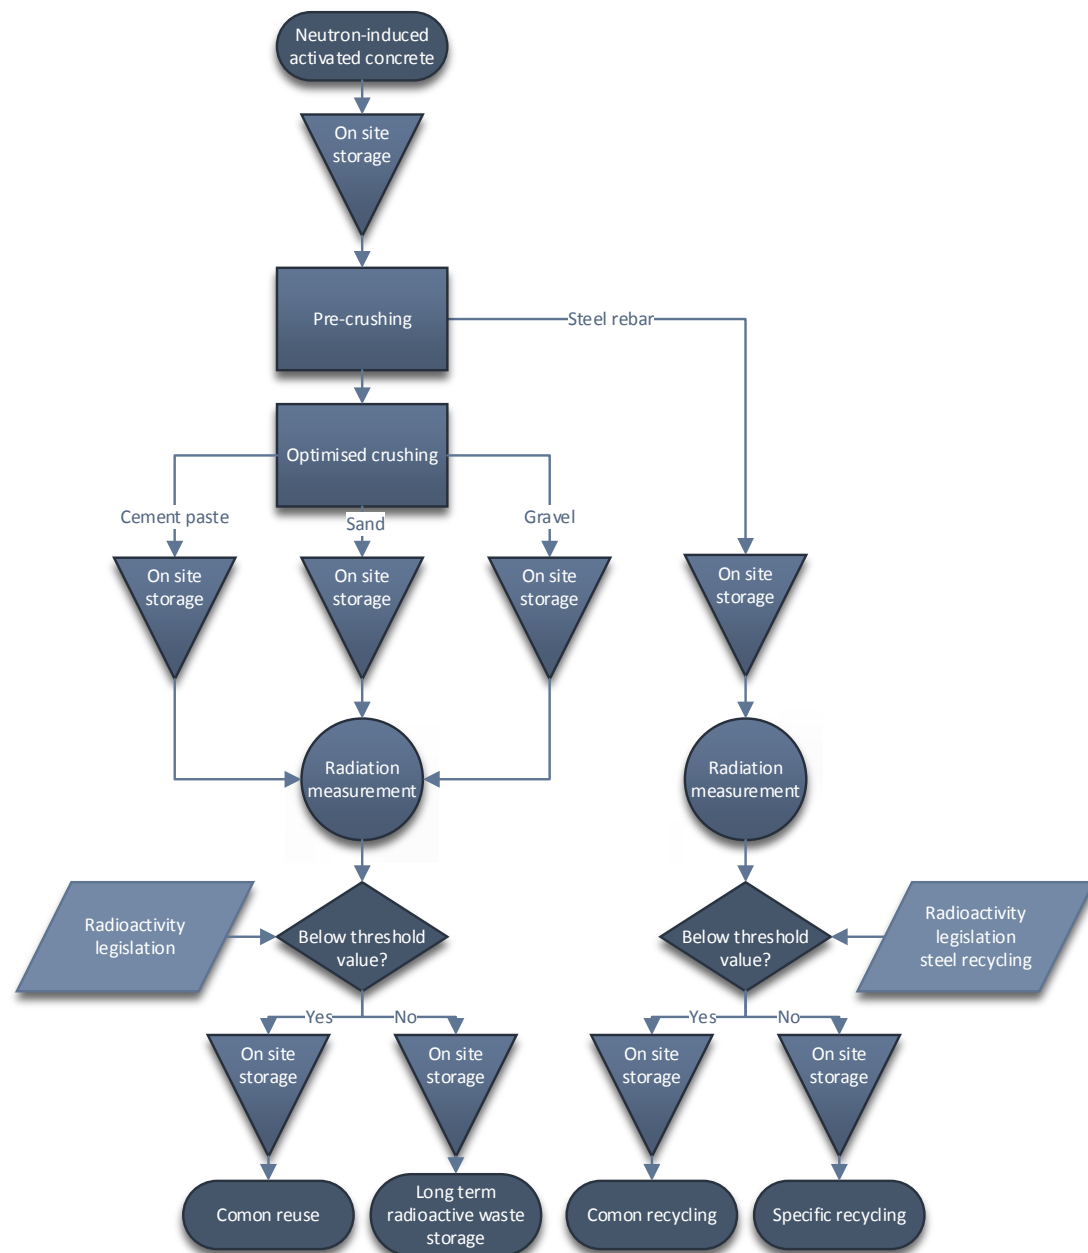 Neutron-induced
activated concrete
On site
storage
Pre-crushing
Steel rebar
Optimised crushing
Cement paste
Sand
Gravel
On site
storage
On site
storage
On site
storage
On site
storage
Radiation
measurement
Radiation
measurement
Radioactivity
legislation
Below threshold
value?
Below threshold
value?
Radioactivity
legislation
steel recycling
Yes
No
Yes
No
On site
storage
On site
storage
On site
storage
On site
storage
Comon reuse
Long term
radioactive waste
storage
Comon recycling
Specific recycling